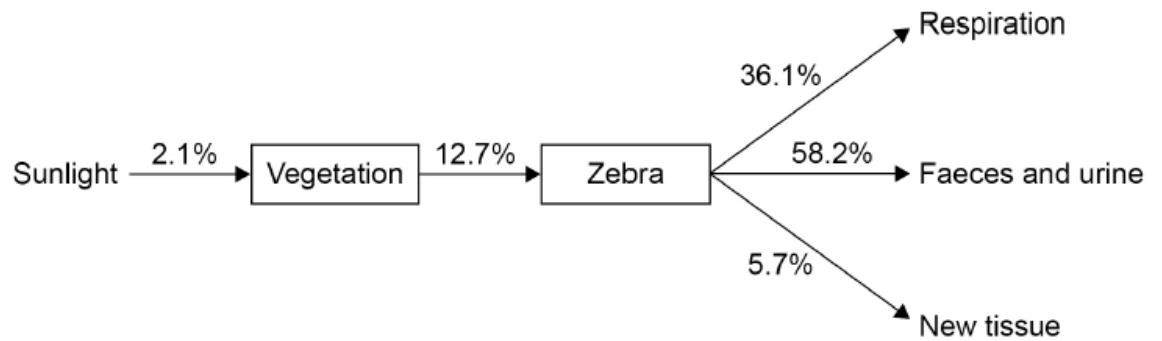 Respiration
36.1%
Sunlight 2.1% Vegetation 12.7% Zebra 58.2% Faeces and urine
5.7%
New tissue